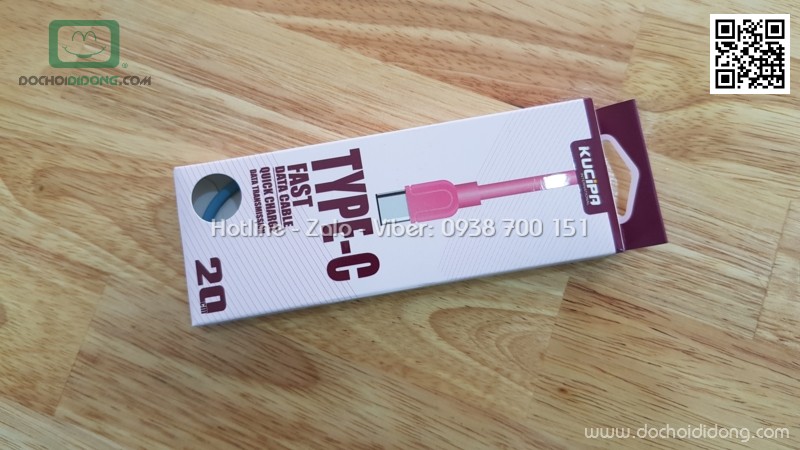 DOCHOIDIDONG.COM
KUCIPA
TYPE-C
FAST
DATA CABLE
QUICK CHARGE
DATA TRANSMISSION
20cm
Hotline - Zalo - Viber: 0938 700 151
www.dochoididong.com